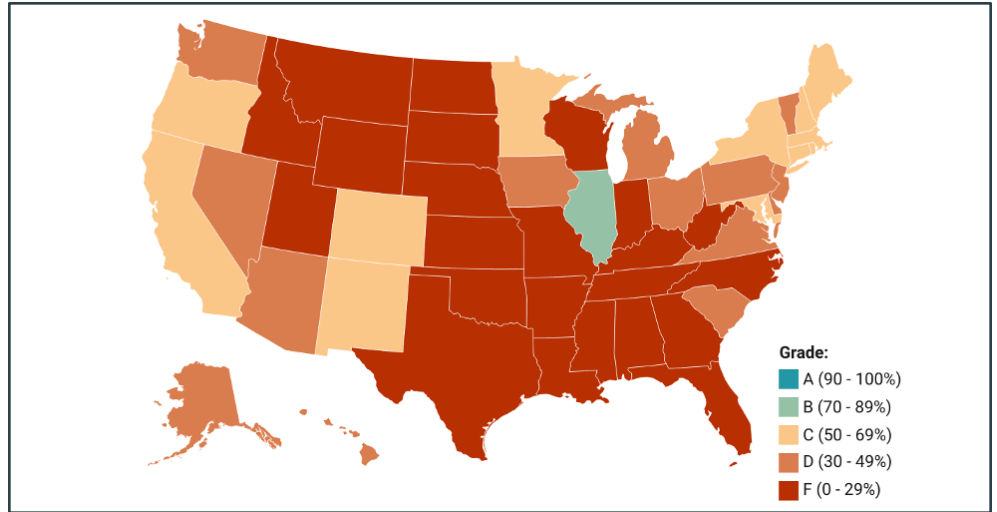 Grade:
A (90 - 100%)
B (70 - 89%)
C (50 - 69%)
D (30 - 49%)
F (0 - 29%)